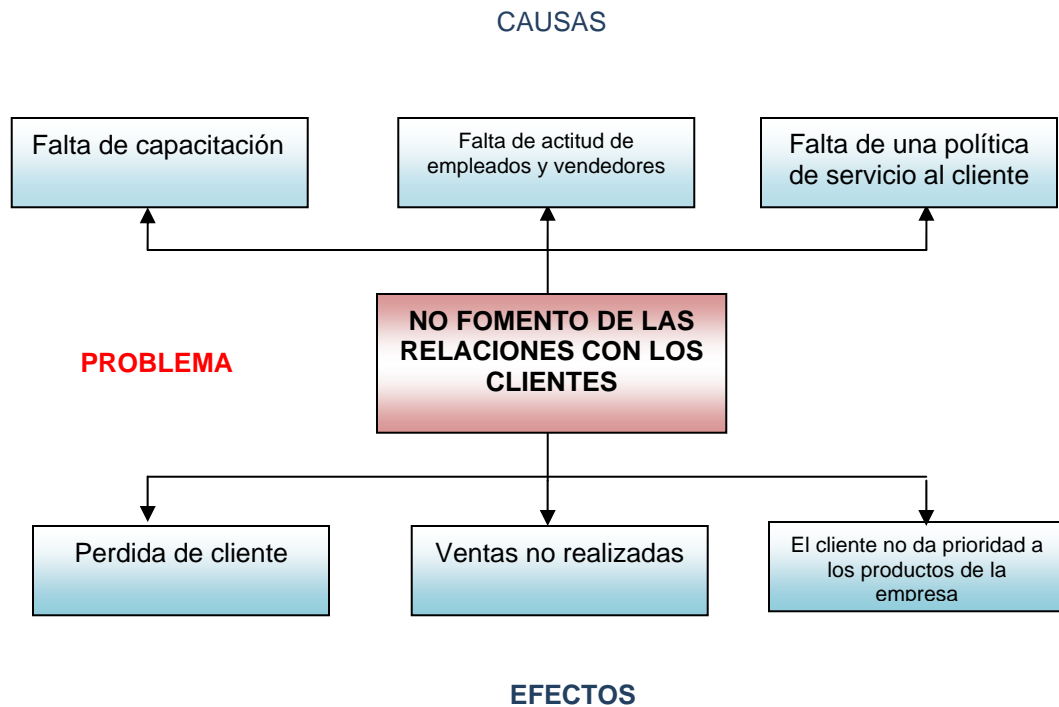 CAUSAS
Falta de capacitación
Falta de actitud de
empleados y vendedores
Falta de una política
de servicio al cliente
NO FOMENTO DE LAS
RELACIONES CON LOS
CLIENTES
PROBLEMA
Perdida de cliente
Ventas no realizadas
El cliente no da prioridad a
los productos de la
empresa
EFECTOS